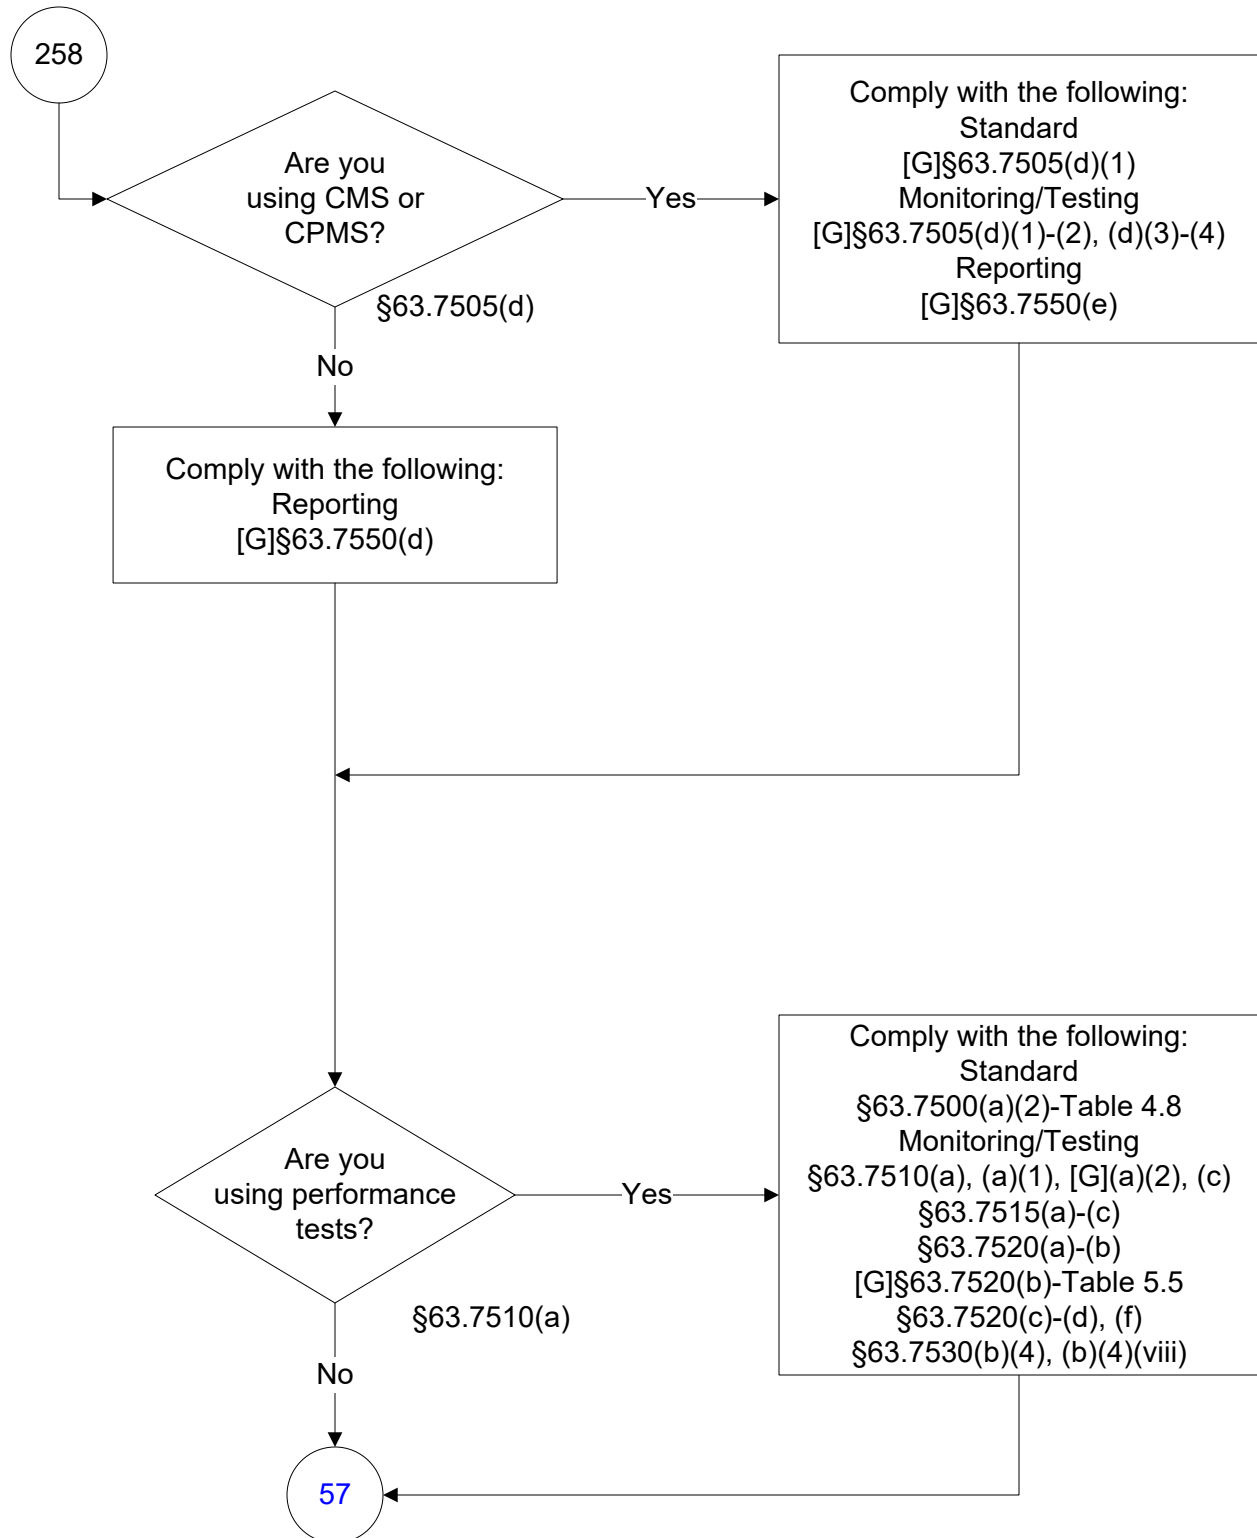 258
Are you
using CMS or
CPMS?
§63.7505(d)
Yes
Comply with the following:
Standard
[G]§63.7505(d)(1)
Monitoring/Testing
[G]§63.7505(d)(1)-(2), (d)(3)-(4)
Reporting
[G]§63.7550(e)
No
Comply with the following:
Reporting
[G]§63.7550(d)
Are you
using performance
tests?
§63.7510(a)
Yes
Comply with the following:
Standard
§63.7500(a)(2)-Table 4.8
Monitoring/Testing
§63.7510(a), (a)(1), [G](a)(2), (c)
§63.7515(a)-(c)
§63.7520(a)-(b)
[G]§63.7520(b)-Table 5.5
§63.7520(c)-(d), (f)
§63.7530(b)(4), (b)(4)(viii)
No
57